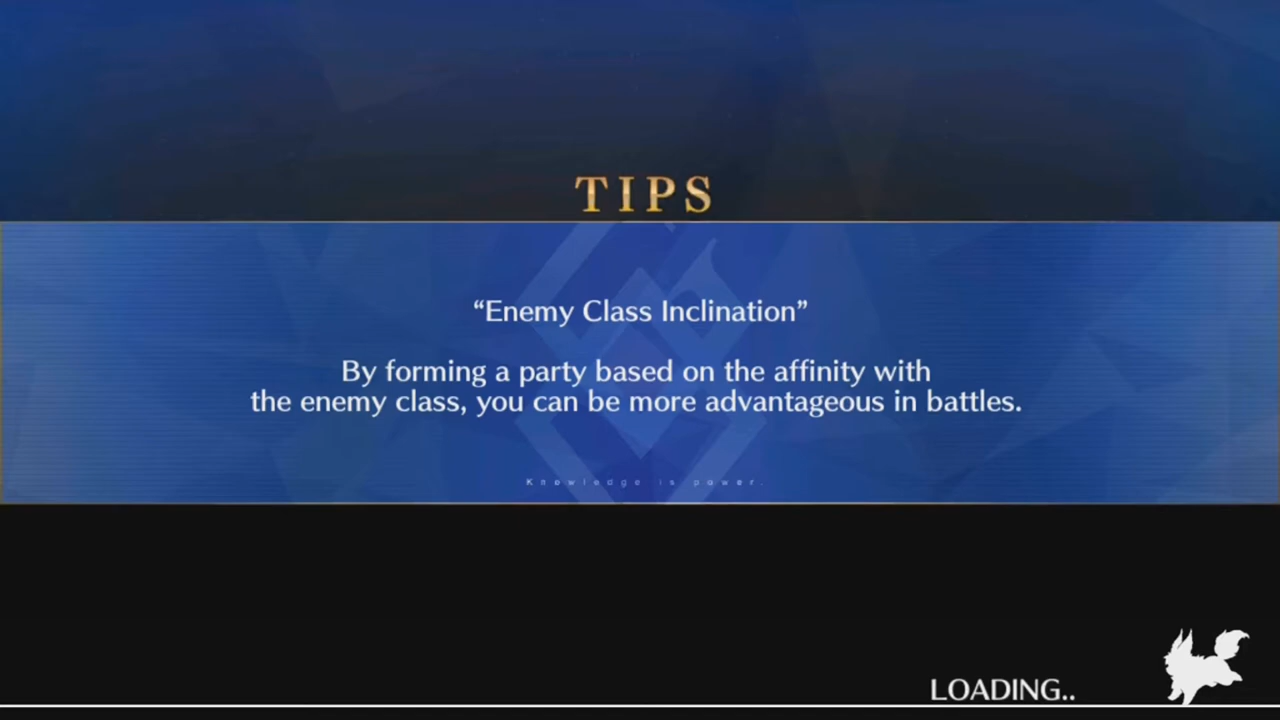 TIPS
“Enemy Class Inclination”
By forming a party based on the affinity with
the enemy class, you can be more advantageous in battles.
Knowledge is power.
LOADING..